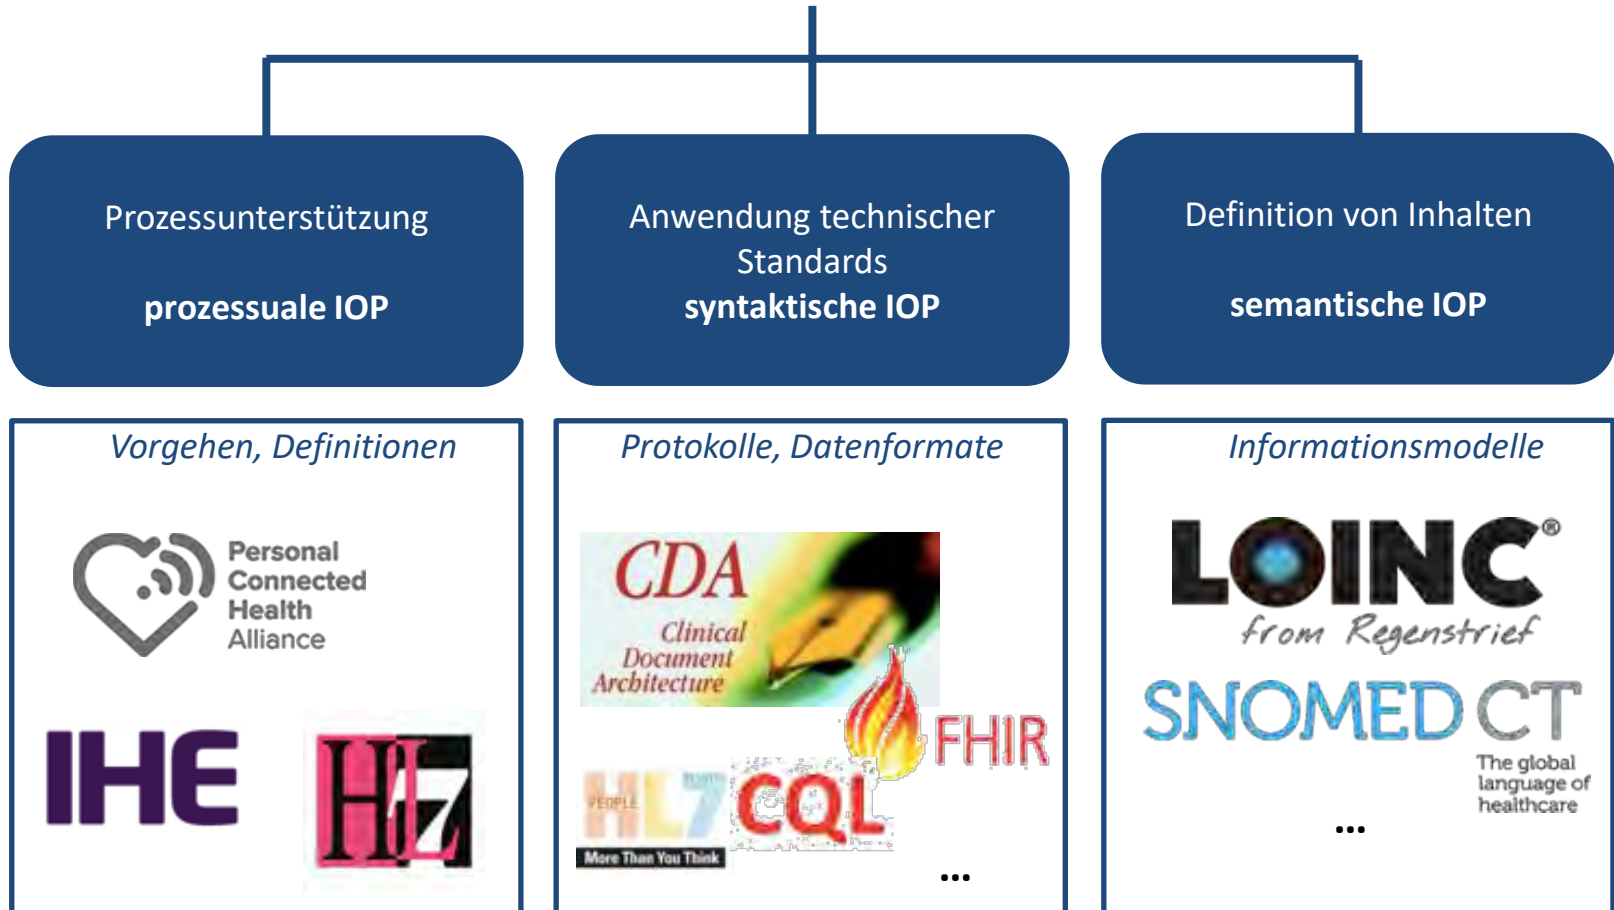 Prozessunterstützung
prozessuale IOP
Anwendung technischer
Standards
syntaktische IOP
Definition von Inhalten
semantische IOP
Vorgehen, Definitionen
Personal
Connected
Health
Alliance
IHE
HL7
Protokolle, Datenformate
CDA
Clinical
Document
Architecture
FHIR
PEOPLE
HL7
More Than You Think
CQL
...
Informationsmodelle
LOINC®
from Regenstrief
SNOMED CT
The global
language of
healthcare
...